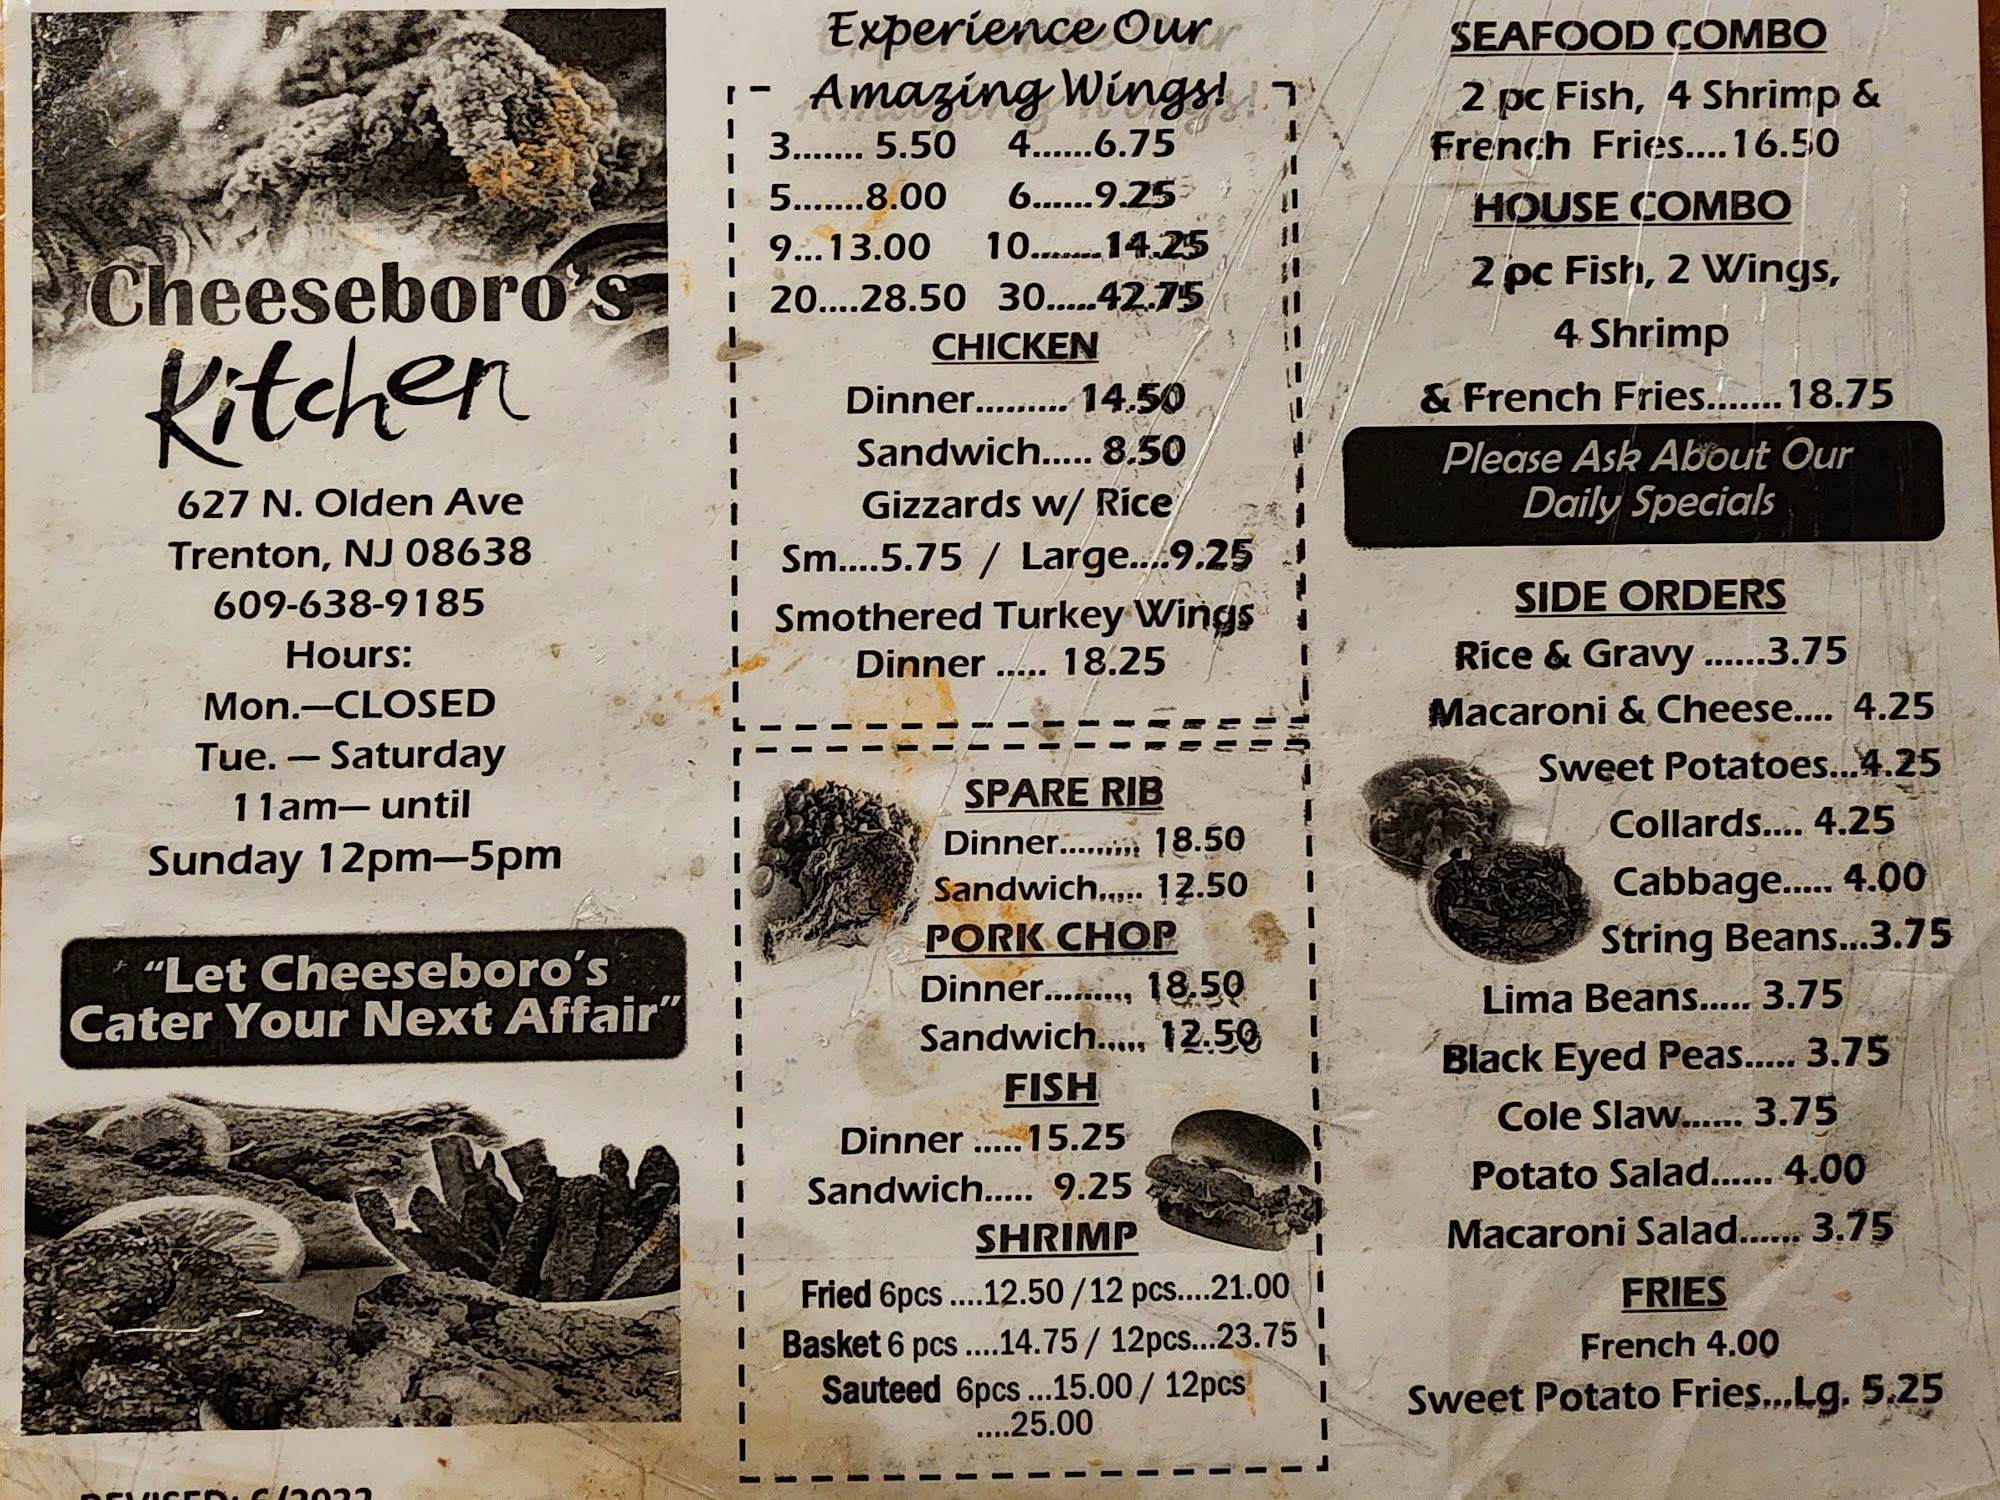 Cheeseboro's
Kitchen
627 N. Olden Ave
Trenton, NJ 08638
609-638-9185
Hours:
Mon.—CLOSED
Tue. — Saturday
11am— until
Sunday 12pm—5pm
"Let Cheeseboro's
Cater Your Next Affair"
REVISED: 6/2022
Experience Our
Amazing Wings!
3....... 5.50 4......6.75
5.......8.00 6......9.25
9...13.00 10.......14.25
20....28.50 30.....42.75
CHICKEN
Dinner......... 14.50
Sandwich..... 8.50
Gizzards w/ Rice
Sm....5.75 / Large....9.25
Smothered Turkey Wings
Dinner ..... 18.25
SPARE RIB
Dinner......... 18.50
Sandwich..... 12.50
PORK CHOP
Dinner......... 18.50
Sandwich..... 12.50
FISH
Dinner .....15.25
Sandwich..... 9.25
SHRIMP
Fried 6pcs ....12.50 / 12 pcs....21.00
Basket 6 pcs ....14.75 / 12pcs...23.75
Sauteed 6pcs ...15.00 / 12pcs
....25.00
SEAFOOD COMBO
2 pc Fish, 4 Shrimp &
French Fries....16.50
HOUSE COMBO
2 pc Fish, 2 Wings,
4 Shrimp
& French Fries.......18.75
Please Ask About Our
Daily Specials
SIDE ORDERS
Rice & Gravy ......3.75
Macaroni & Cheese.... 4.25
Sweet Potatoes...4.25
Collards.... 4.25
Cabbage..... 4.00
String Beans...3.75
Lima Beans..... 3.75
Black Eyed Peas..... 3.75
Cole Slaw...... 3.75
Potato Salad...... 4.00
Macaroni Salad...... 3.75
FRIES
French 4.00
Sweet Potato Fries...Lg. 5.25